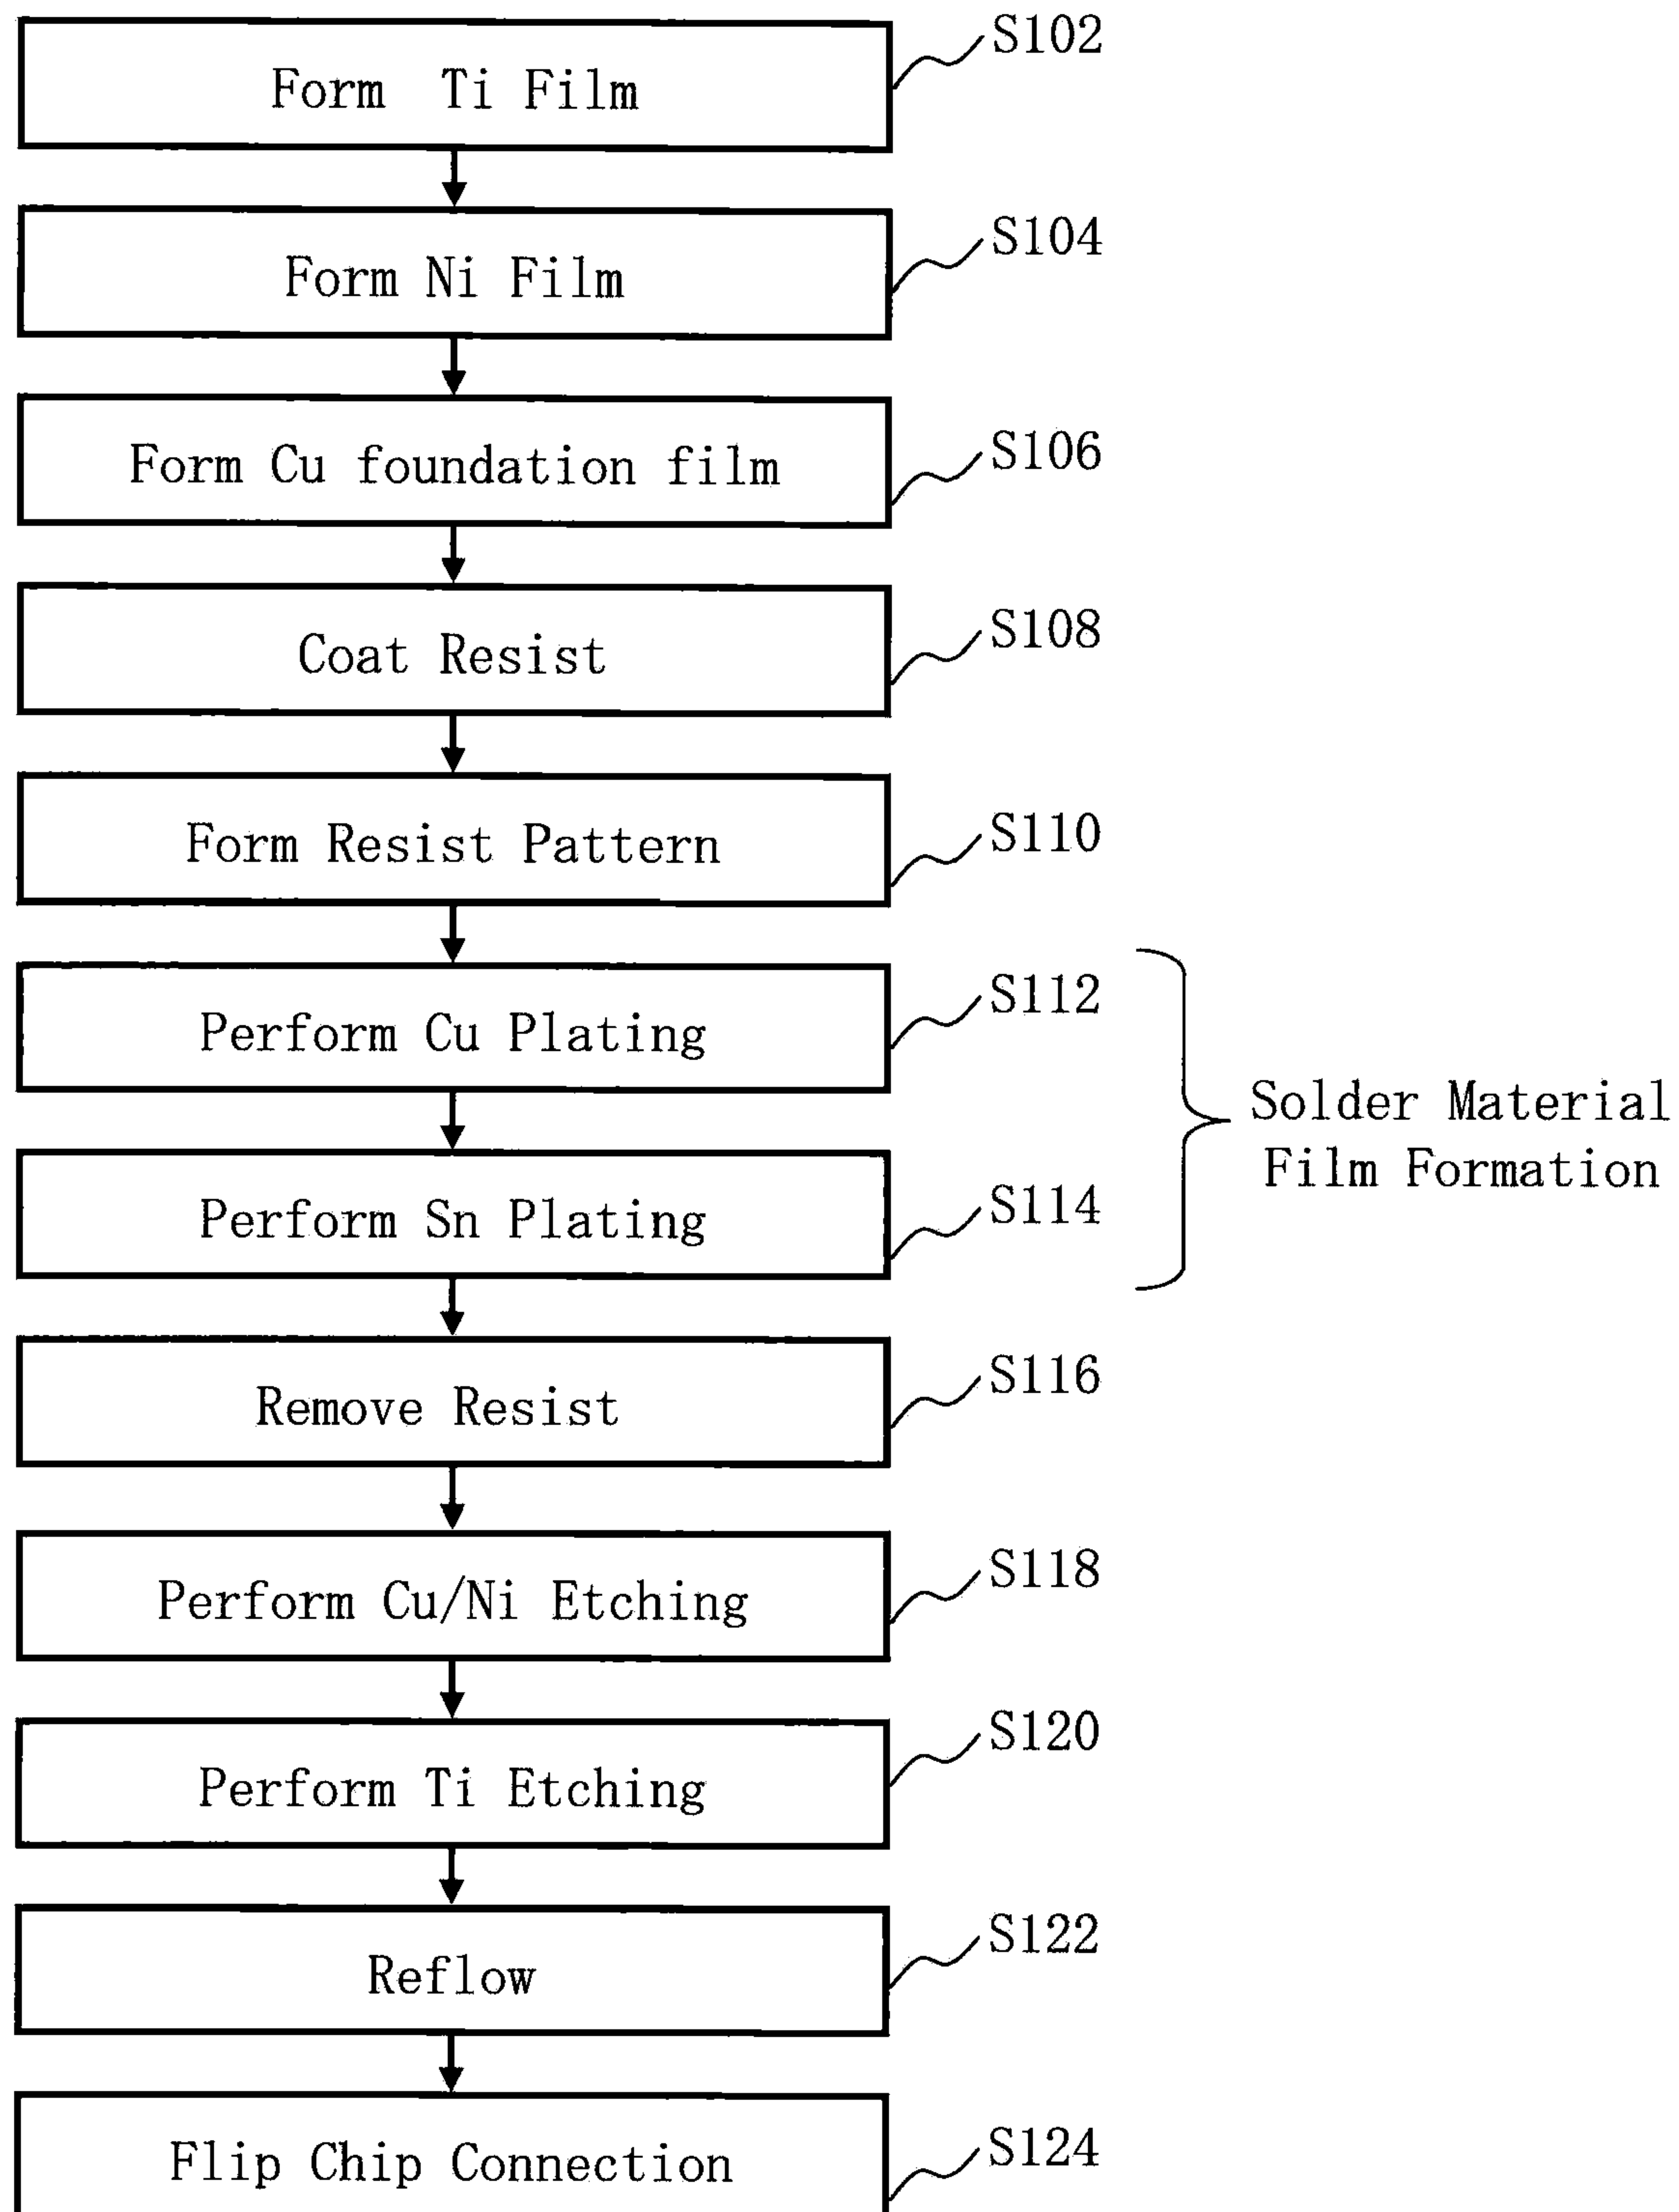 Form Ti Film
S102
Form Ni Film
S104
Form Cu foundation film
S106
Coat Resist
S108
Form Resist Pattern
S110
Perform Cu Plating
S112
Perform Sn Plating
S114
Solder Material
Film Formation
Remove Resist
S116
Perform Cu/Ni Etching
S118
Perform Ti Etching
S120
Reflow
S122
Flip Chip Connection
S124